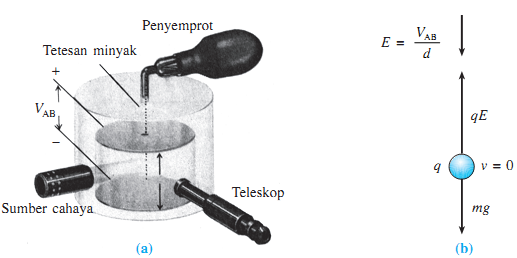 Penyemprot
Tetesan minyak
+
V_AB
–
Sumber cahaya
Teleskop
(a)
E = V_AB / d
qE
q
v = 0
mg
(b)